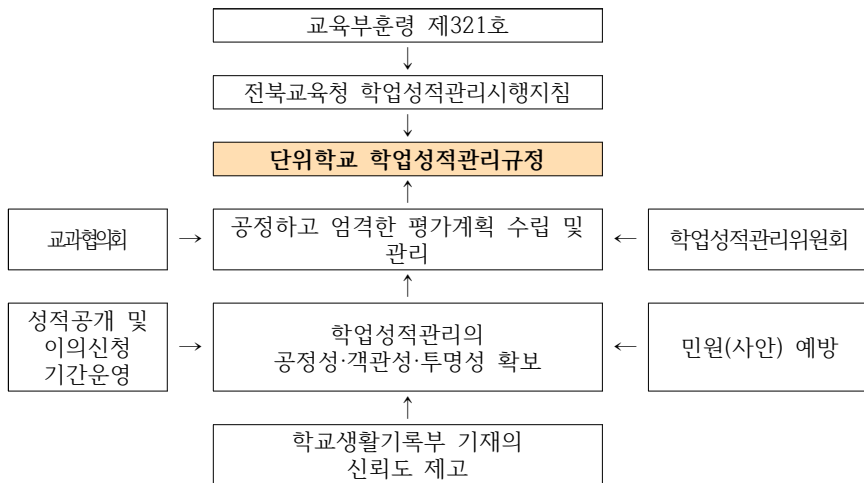 교육부훈령 제321호
↓
전북교육청 학업성적관리시행지침
↓
단위학교 학업성적관리규정
↑
교과협의회
→
공정하고 엄격한 평가계획 수립 및
관리
←
학업성적관리위원회
↑
성적공개 및
이의신청
기간운영
→
학업성적관리의
공정성·객관성·투명성 확보
←
민원(사안) 예방
↑
학교생활기록부 기재의
신뢰도 제고